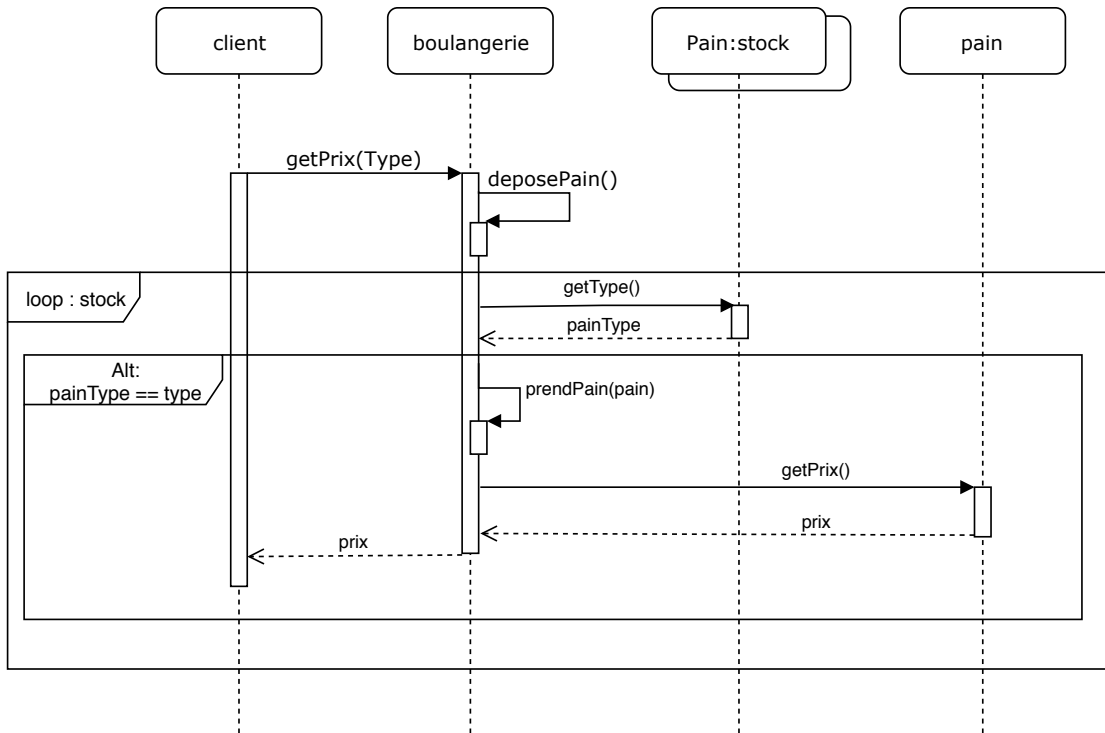 client
boulangerie
Pain:stock
pain
getPrix(Type)
deposePain()
loop : stock
getType()
painType
Alt:
painType == type
prendPain(pain)
getPrix()
prix
prix